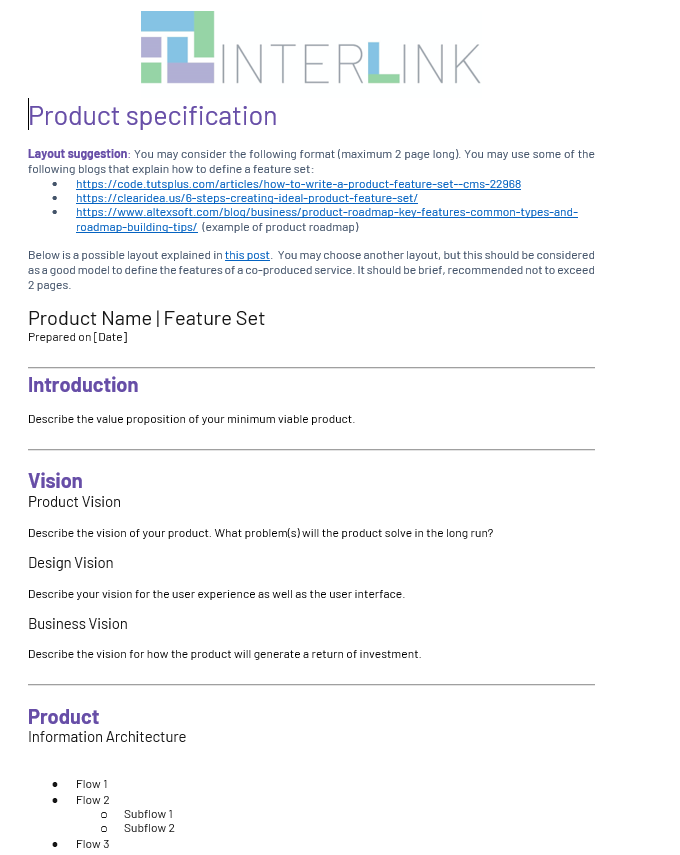 INTERLINK
Product specification
Layout suggestion: You may consider the following format (maximum 2 page long). You may use some of the
following blogs that explain how to define a feature set:
● https://code.tutsplus.com/articles/how-to-write-a-product-feature-set--cms-22968
● https://clearidea.us/6-steps-creating-ideal-product-feature-set/
● https://www.altexsoft.com/blog/business/product-roadmap-key-features-common-types-and-
roadmap-building-tips/ (example of product roadmap)
Below is a possible layout explained in this post. You may choose another layout, but this should be considered
as a good model to define the features of a co-produced service. It should be brief, recommended not to exceed
2 pages.
Product Name | Feature Set
Prepared on [Date]
Introduction
Describe the value proposition of your minimum viable product.
Vision
Product Vision
Describe the vision of your product. What problem(s) will the product solve in the long run?
Design Vision
Describe your vision for the user experience as well as the user interface.
Business Vision
Describe the vision for how the product will generate a return of investment.
Product
Information Architecture
● Flow 1
● Flow 2
○ Subflow 1
○ Subflow 2
● Flow 3